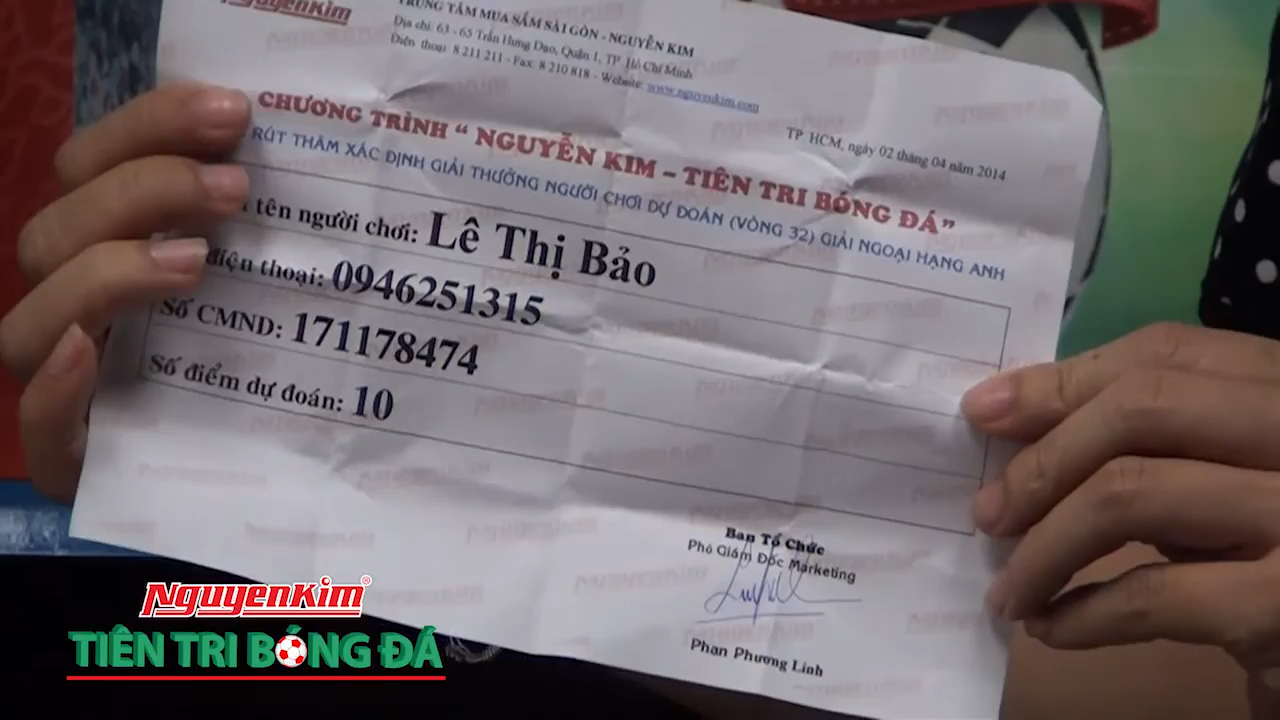 NguyenKim
TRUNG TÂM MUA SẮM SÀI GÒN - NGUYỄN KIM
Địa chỉ: 63 - 65 Trần Hưng Đạo, Quận 1, TP Hồ Chí Minh
Điện thoại 8 211 211 - Fax: 8 210 818 - Website: www.nguyenkim.com
TP. HCM, ngày 02 tháng 04 năm 2014
CHƯƠNG TRÌNH “ NGUYỄN KIM – TIÊN TRI BÓNG ĐÁ”
RÚT THĂM XÁC ĐỊNH GIẢI THƯỞNG NGƯỜI CHƠI DỰ ĐOÁN (VÒNG 32) GIẢI NGOẠI HẠNG ANH
tên người chơi: Lê Thị Bảo
điện thoại: 0946251315
Số CMND: 171178474
Số điểm dự đoán: 10
Ban Tổ Chức
Phó Giám Đốc Marketing
Phan Phương Linh
NguyenKim®
TIÊN TRI BÓNG ĐÁ